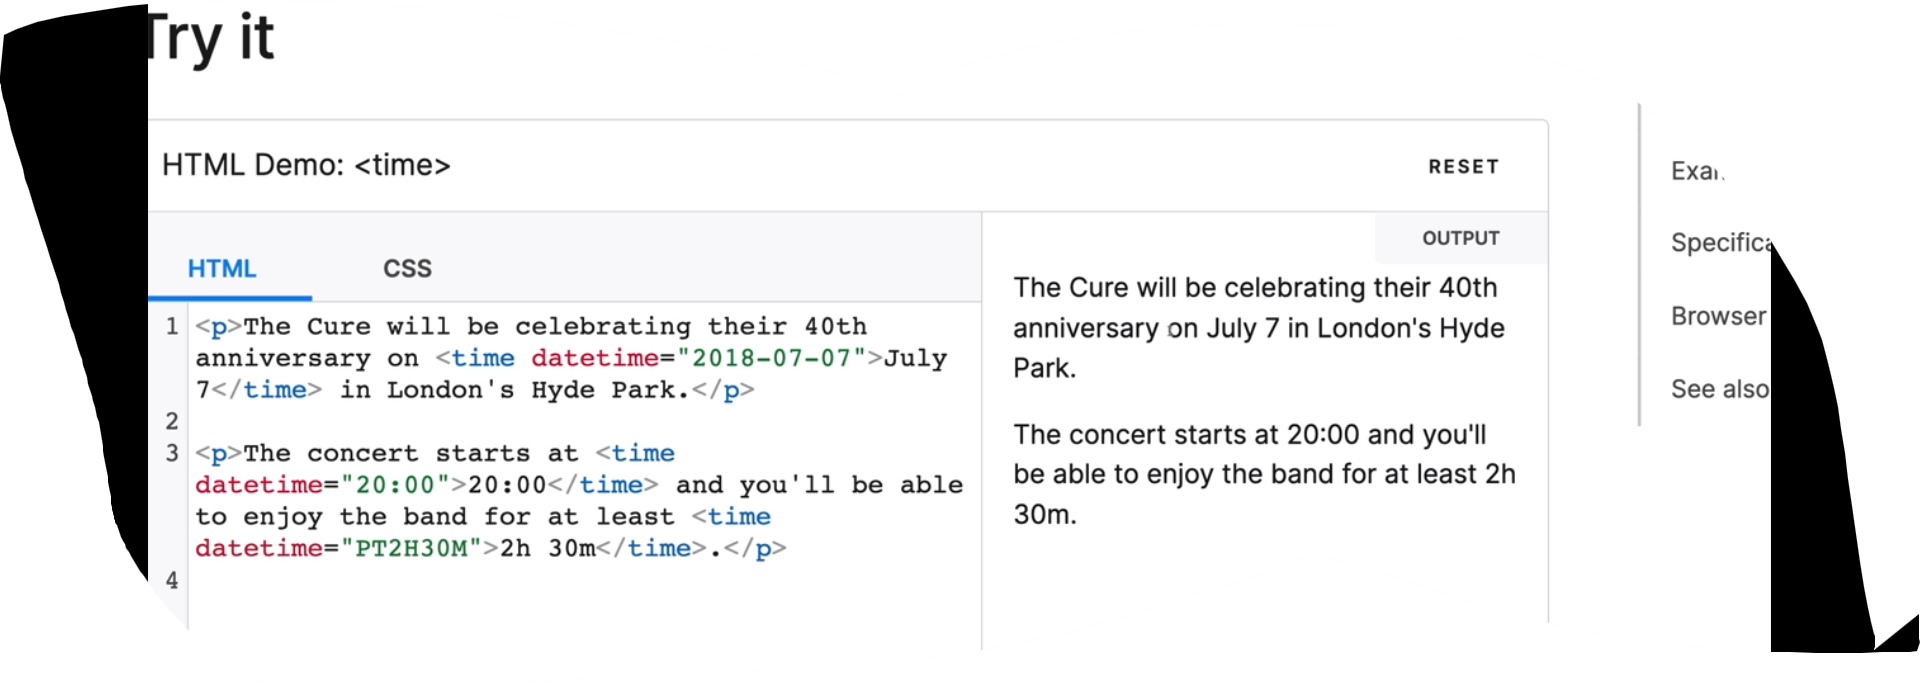 Try it
HTML Demo: <time>
RESET
HTML
CSS
OUTPUT
1 <p>The Cure will be celebrating their 40th
anniversary on <time datetime="2018-07-07">July
7</time> in London's Hyde Park.</p>
2
3 <p>The concert starts at <time
datetime="20:00">20:00</time> and you'll be able
to enjoy the band for at least <time
datetime="PT2H30M">2h 30m</time>.</p>
4
The Cure will be celebrating their 40th
anniversary on July 7 in London's Hyde
Park.
The concert starts at 20:00 and you'll
be able to enjoy the band for at least 2h
30m.
Browser
See also